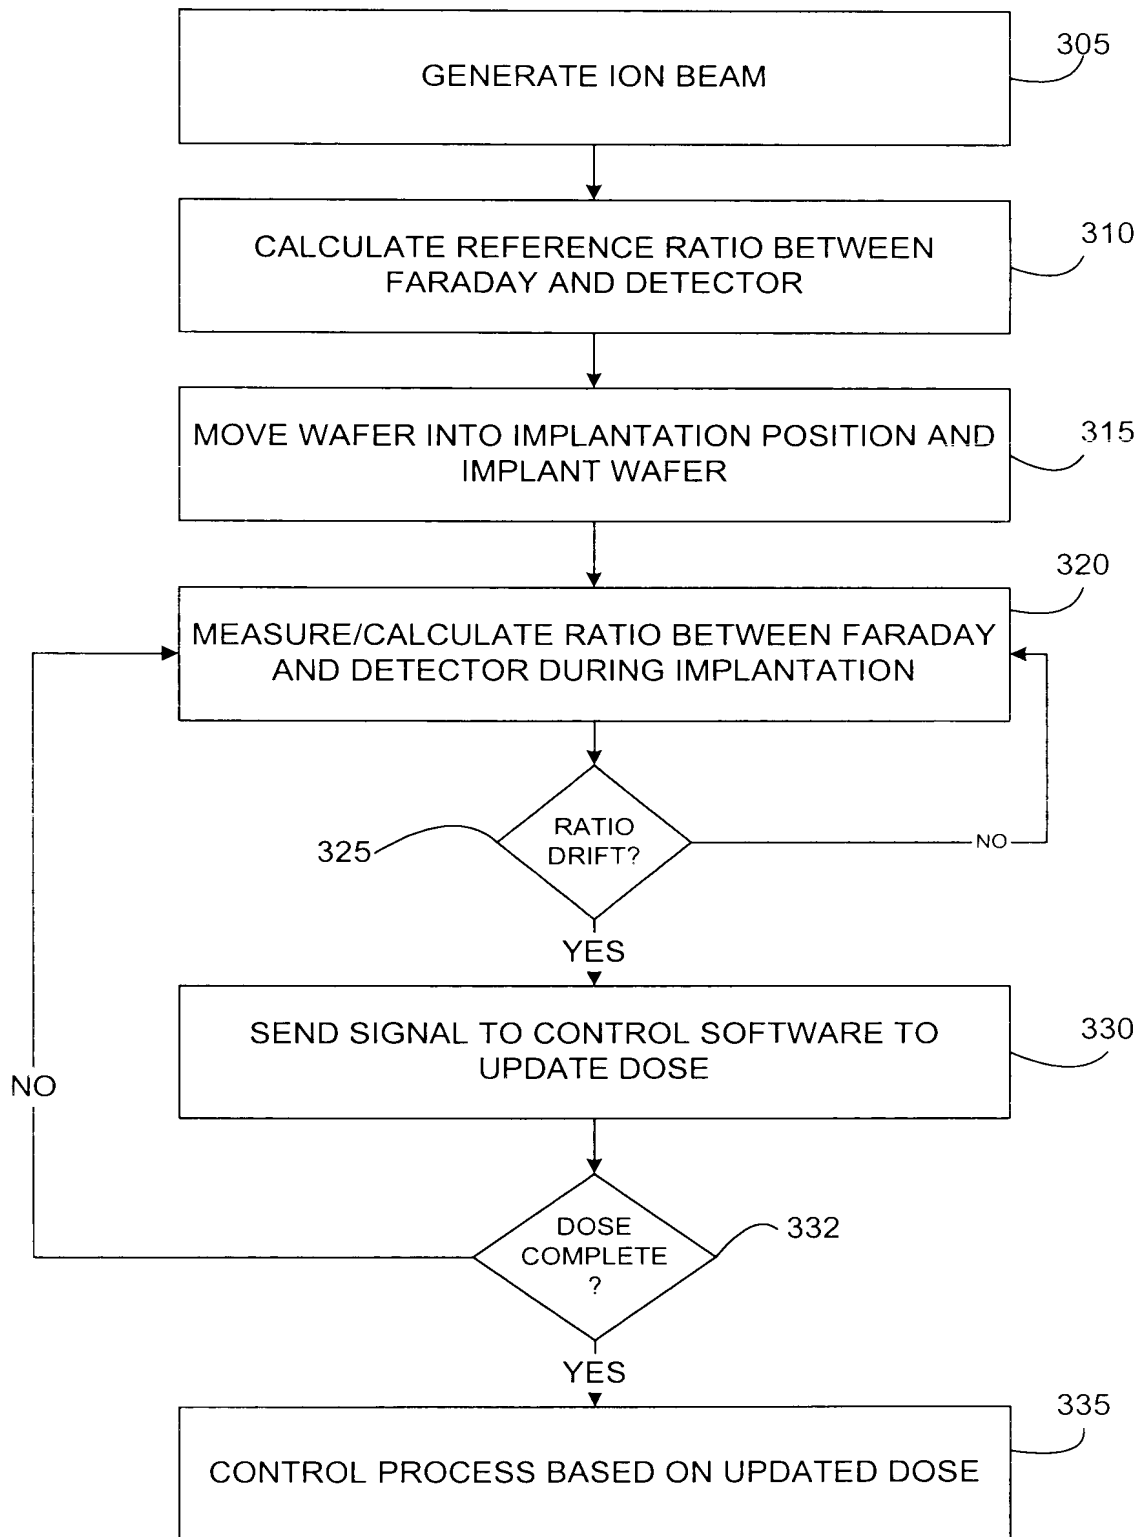 GENERATE ION BEAM
305
CALCULATE REFERENCE RATIO BETWEEN
FARADAY AND DETECTOR
310
MOVE WAFER INTO IMPLANTATION POSITION AND
IMPLANT WAFER
315
320
MEASURE/CALCULATE RATIO BETWEEN FARADAY
AND DETECTOR DURING IMPLANTATION
RATIO
DRIFT?
325
NO
YES
SEND SIGNAL TO CONTROL SOFTWARE TO
UPDATE DOSE
330
NO
DOSE
COMPLETE
?
332
YES
335
CONTROL PROCESS BASED ON UPDATED DOSE